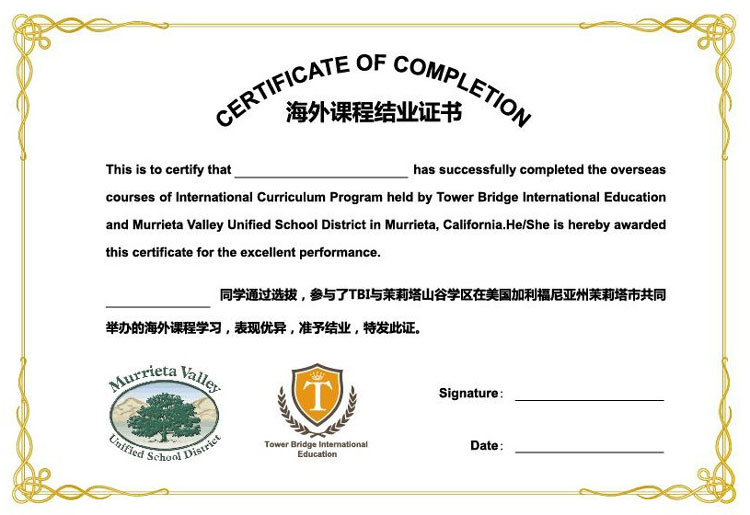 CERTIFICATE OF COMPLETION
海外课程结业证书
This is to certify that ____________________ has successfully completed the overseas
courses of International Curriculum Program held by Tower Bridge International Education
and Murrieta Valley Unified School District in Murrieta, California.He/She is hereby awarded
this certificate for the excellent performance.
____________ 同学通过选拔，参与了TBI与茉莉塔山谷学区在美国加利福尼亚州茉莉塔市共同
举办的海外课程学习，表现优异，准予结业，特发此证。
Murrieta Valley
Unified School District
T
Tower Bridge International
Education
Signature：
Date：